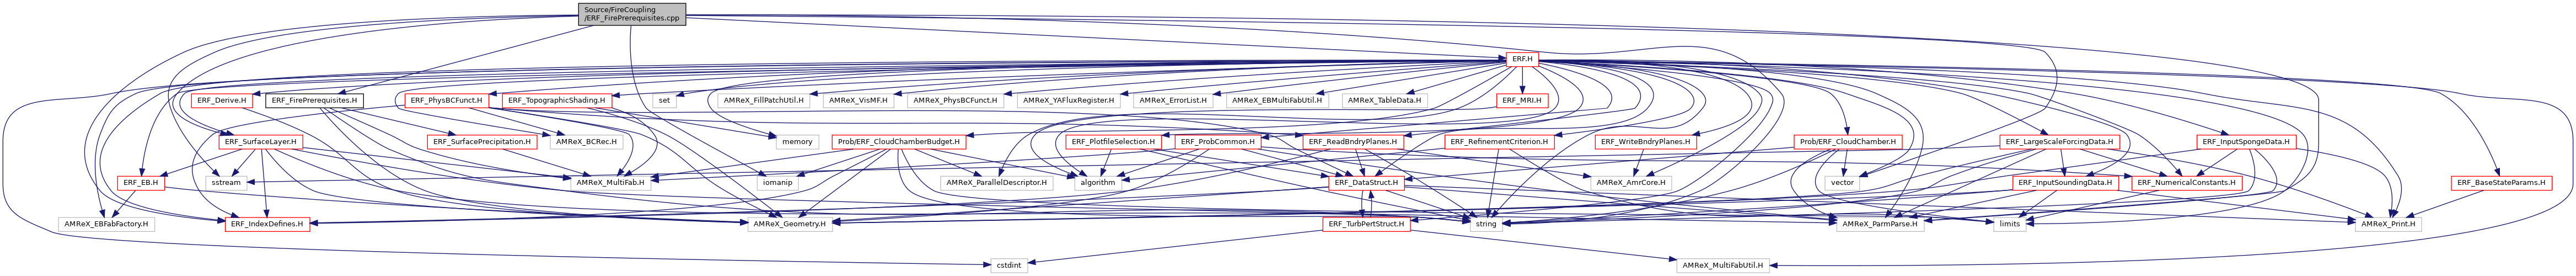 Source/FireCoupling
/ERF_FirePrerequisites.cpp
ERF.H
ERF_Derive.H
ERF_FirePrerequisites.H
ERF_PhysBCFunct.H
ERF_TopographicShading.H
set
AMReX_FillPatchUtil.H
AMReX_VisMF.H
AMReX_PhysBCFunct.H
AMReX_YAFluxRegister.H
AMReX_ErrorList.H
AMReX_EBMultiFabUtil.H
AMReX_TableData.H
ERF_MRI.H
ERF_SurfaceLayer.H
ERF_SurfacePrecipitation.H
AMReX_BCRec.H
memory
Prob/ERF_CloudChamberBudget.H
ERF_PlotfileSelection.H
ERF_ProbCommon.H
ERF_ReadBndryPlanes.H
ERF_RefinementCriterion.H
ERF_WriteBndryPlanes.H
Prob/ERF_CloudChamber.H
ERF_LargeScaleForcingData.H
ERF_InputSpongeData.H
ERF_EB.H
sstream
AMReX_MultiFab.H
iomanip
AMReX_ParallelDescriptor.H
algorithm
ERF_DataStruct.H
AMReX_AmrCore.H
vector
ERF_InputSoundingData.H
ERF_NumericalConstants.H
ERF_BaseStateParams.H
AMReX_EBFabFactory.H
ERF_IndexDefines.H
AMReX_Geometry.H
string
ERF_TurbPertStruct.H
AMReX_ParmParse.H
limits
AMReX_Print.H
cstdint
AMReX_MultiFabUtil.H